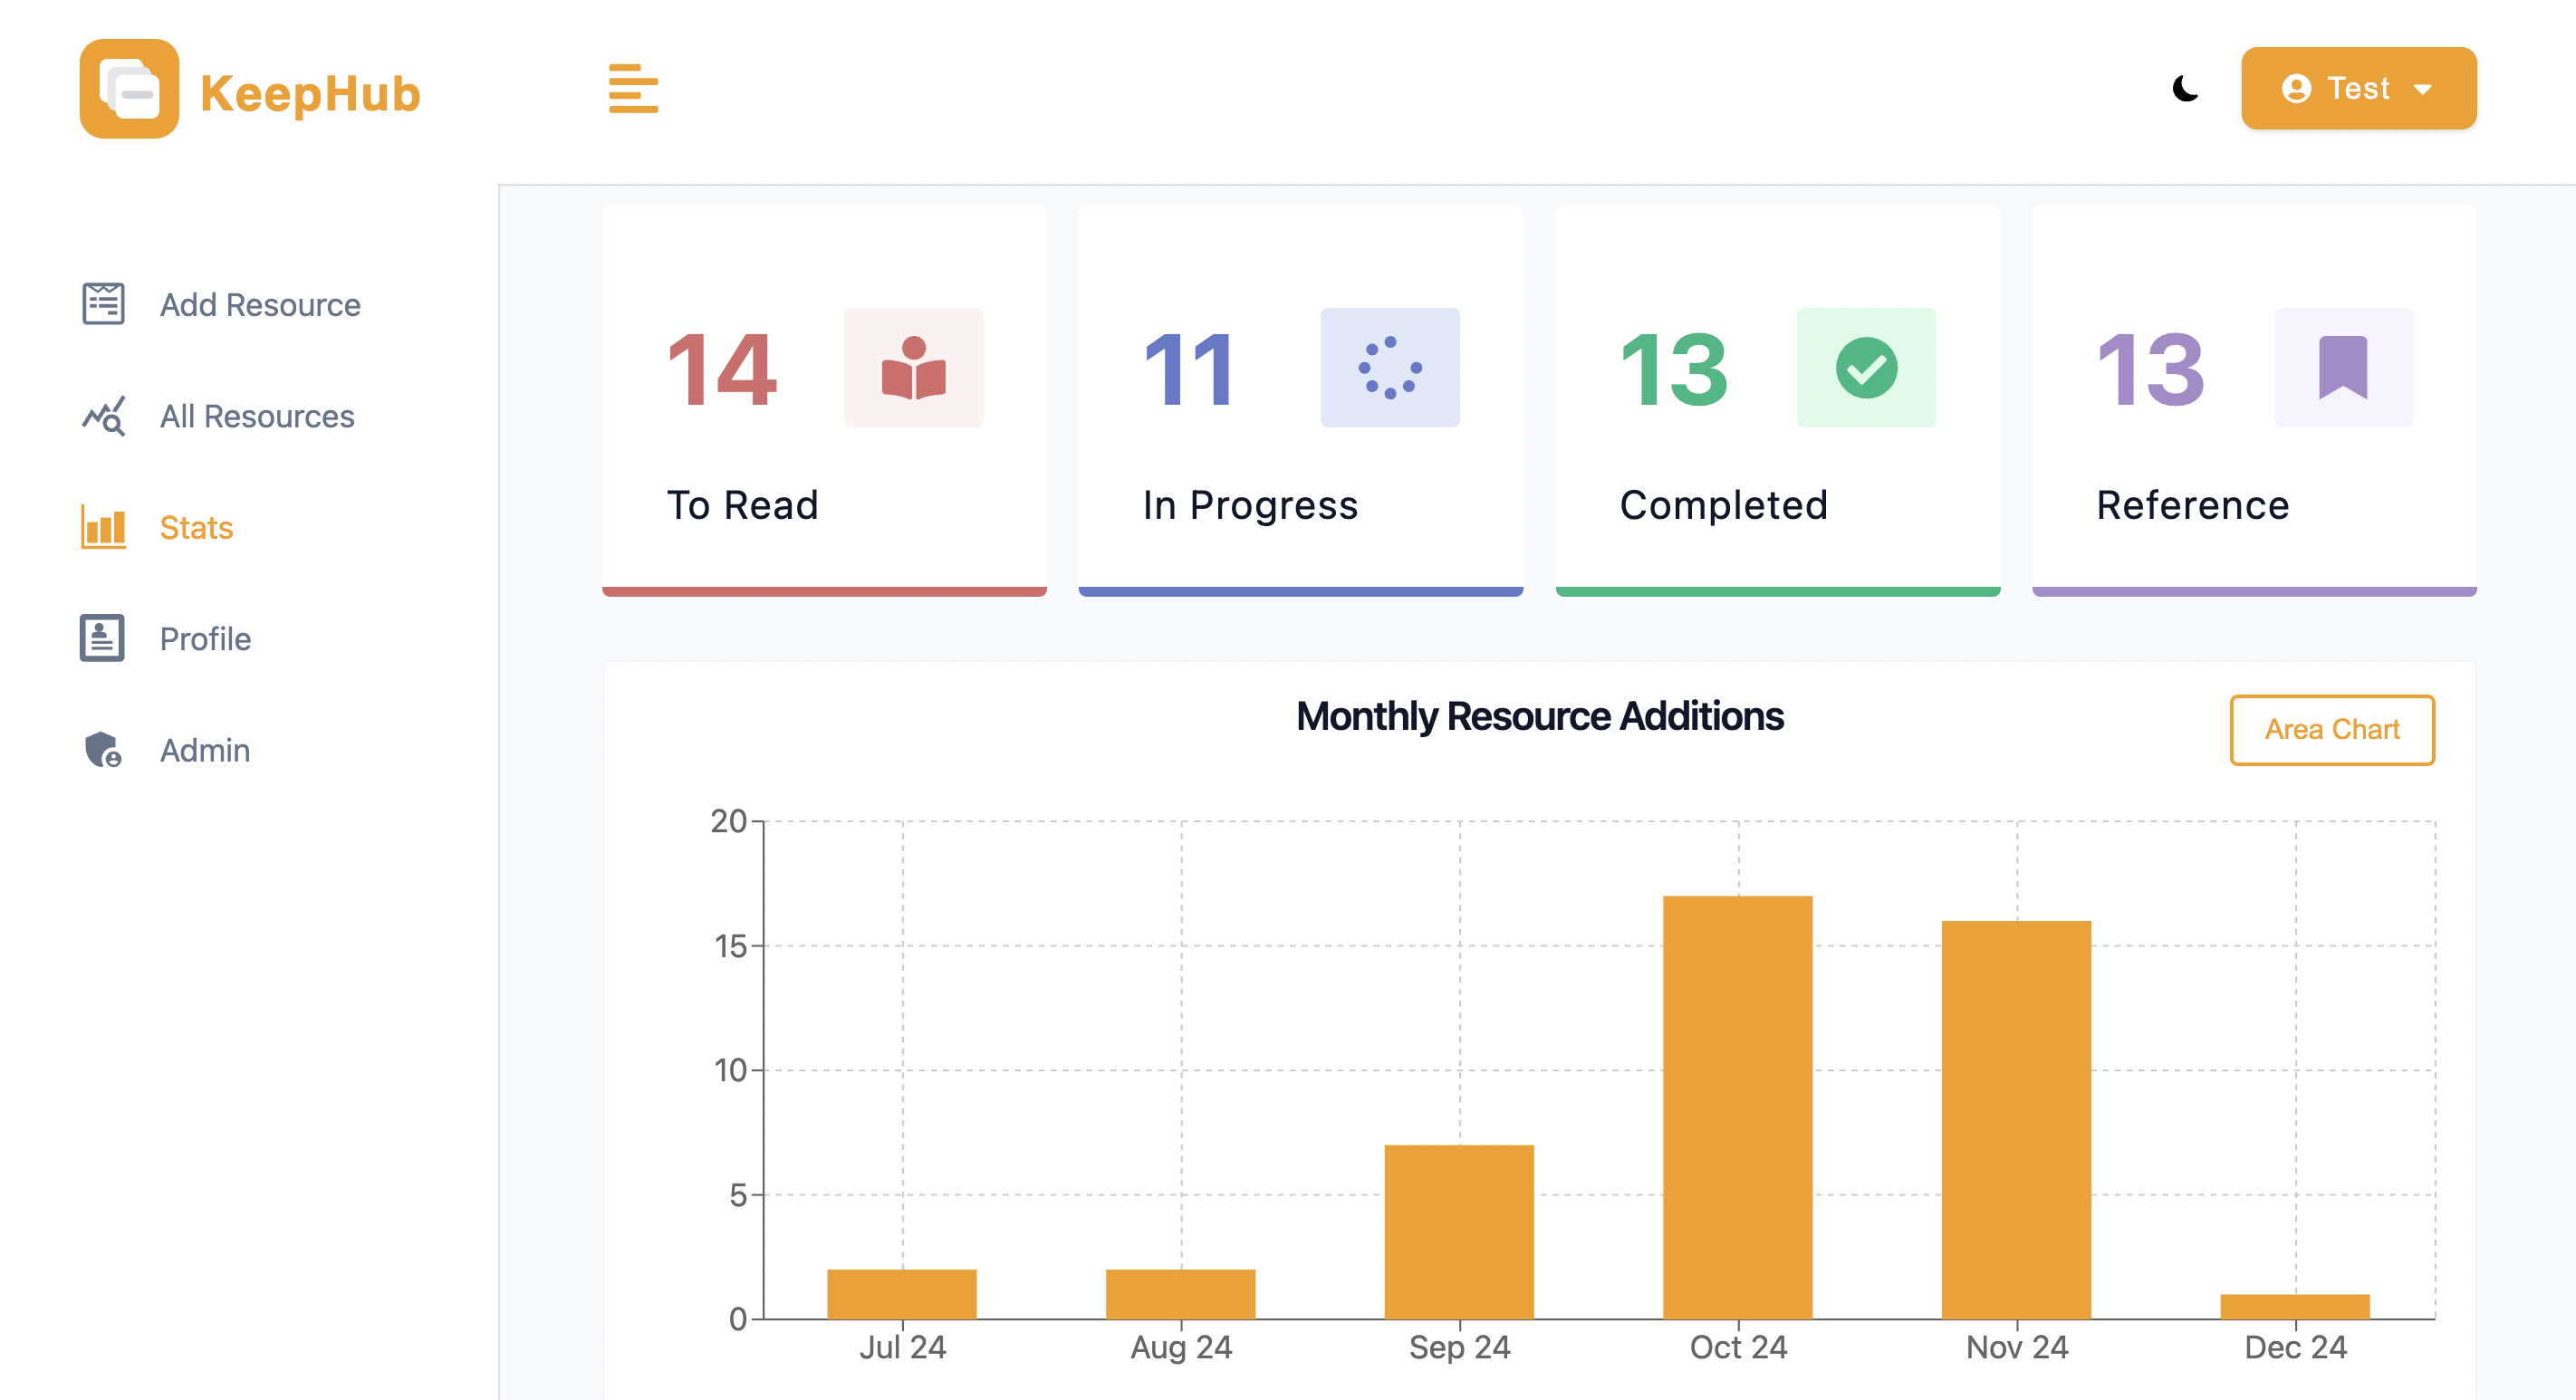 KeepHub
Test
Add Resource
All Resources
Stats
Profile
Admin
14
To Read
11
In Progress
13
Completed
13
Reference
Monthly Resource Additions
Area Chart
20
15
10
5
0
Jul 24 Aug 24 Sep 24 Oct 24 Nov 24 Dec 24